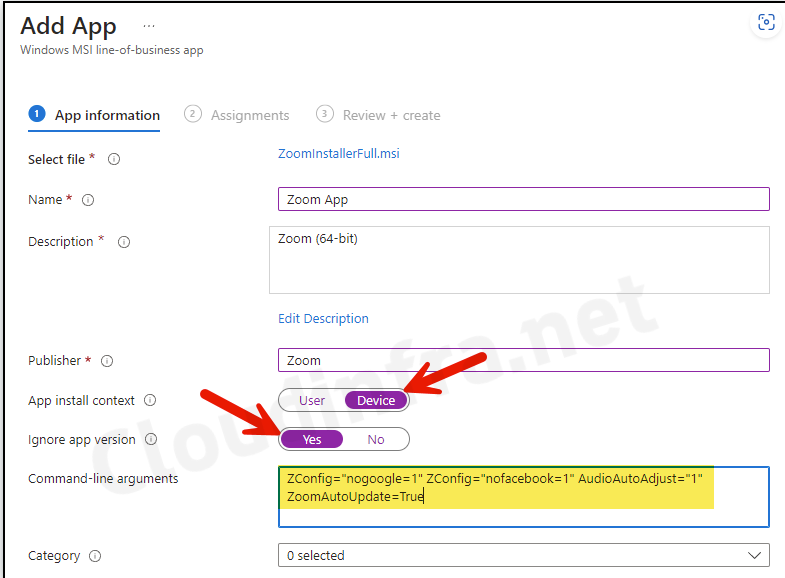 Add App ...
Windows MSI line-of-business app
1 App information 2 Assignments 3 Review + create
Select file *
ZoomInstallerFull.msi
Name *
Zoom App
Description *
Zoom (64-bit)
Edit Description
Publisher *
Zoom
App install context
User Device
Ignore app version
Yes No
Command-line arguments
ZConfig="nogoogle=1" ZConfig="nofacebook=1" AudioAutoAdjust="1"
ZoomAutoUpdate=True
Category
0 selected
Cloudinfra.net